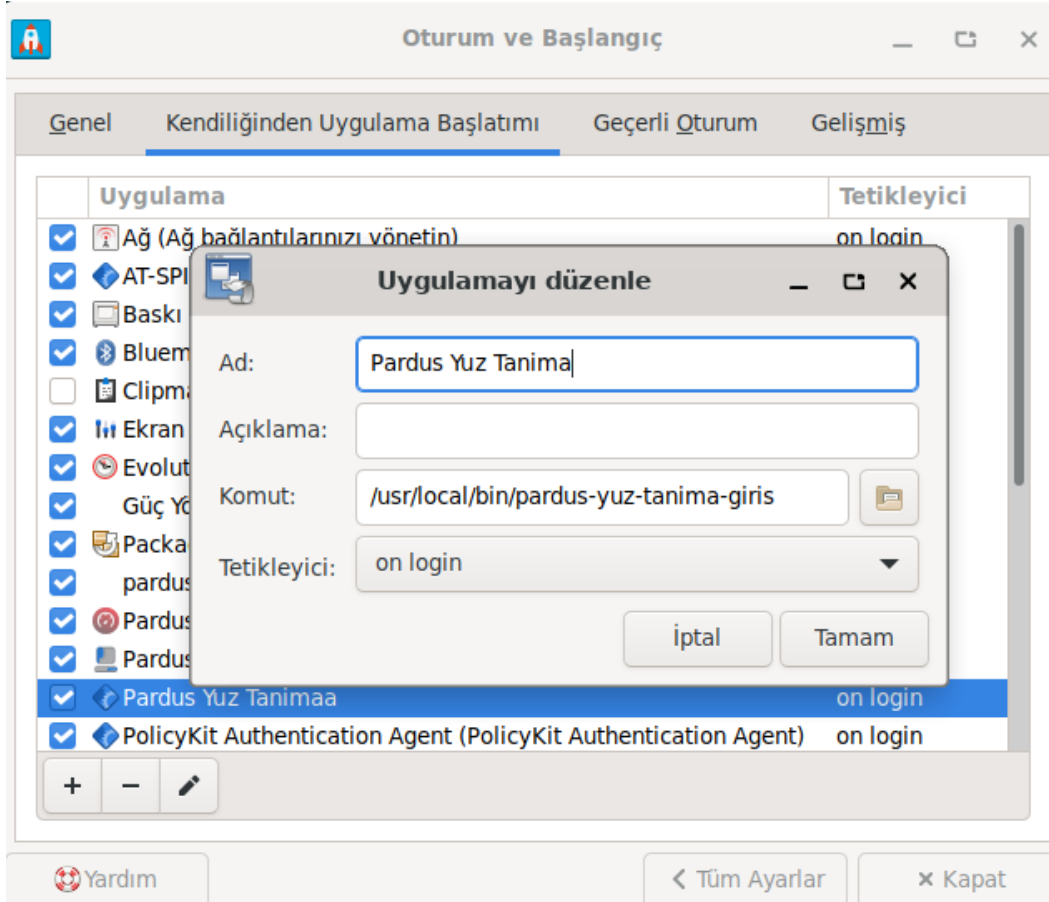 Oturum ve Başlangıç
Genel Kendiliğinden Uygulama Başlatımı Geçerli Oturum Gelişmiş
Uygulama Tetikleyici
Ağ (Ağ bağlantılarınızı yönetin) on login
AT-SPI
Baskı
Bluem
Clipma
Ekran
Evolut
Güç Yö
Packa
pardus
Pardus
Pardus
Uygulamayı düzenle
Ad: Pardus Yuz Tanima
Açıklama:
Komut: /usr/local/bin/pardus-yuz-tanima-giris
Tetikleyici: on login
İptal Tamam
Pardus Yuz Tanimaa on login
PolicyKit Authentication Agent (PolicyKit Authentication Agent) on login
Yardım Tüm Ayarlar Kapat